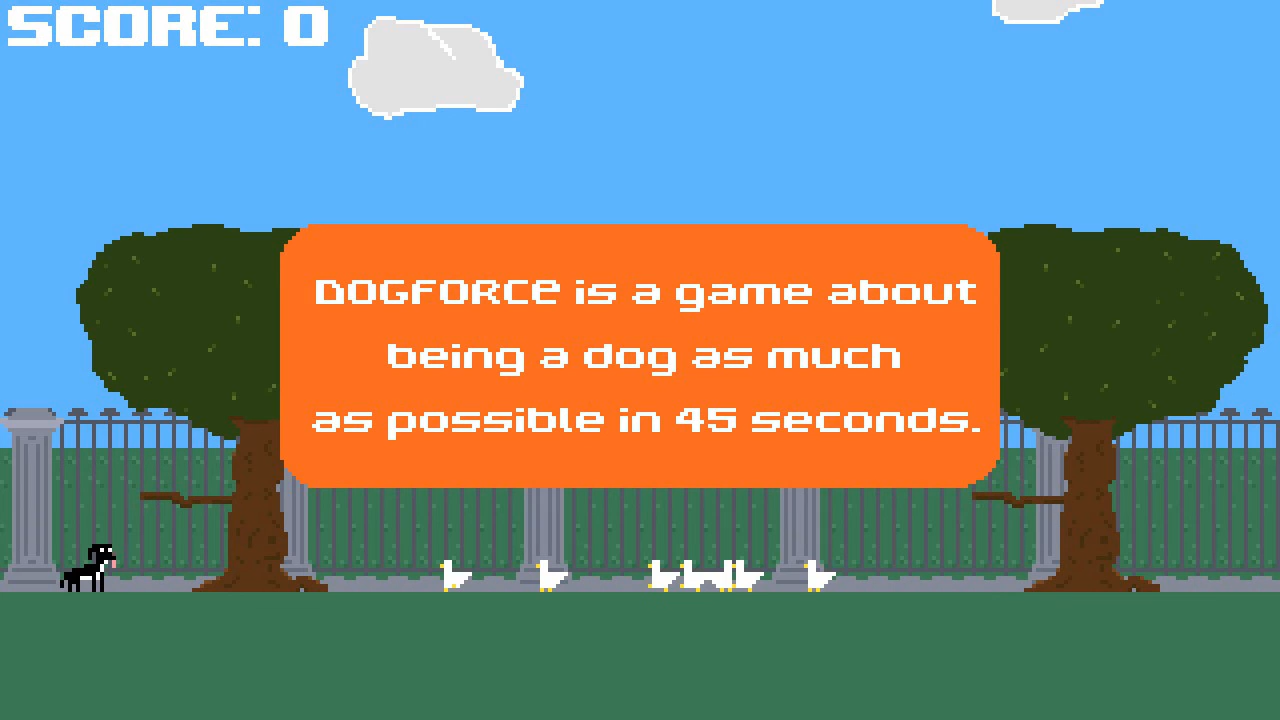 SCORE: 0
DOGFORCE is a game about
being a dog as much
as possible in 45 seconds.